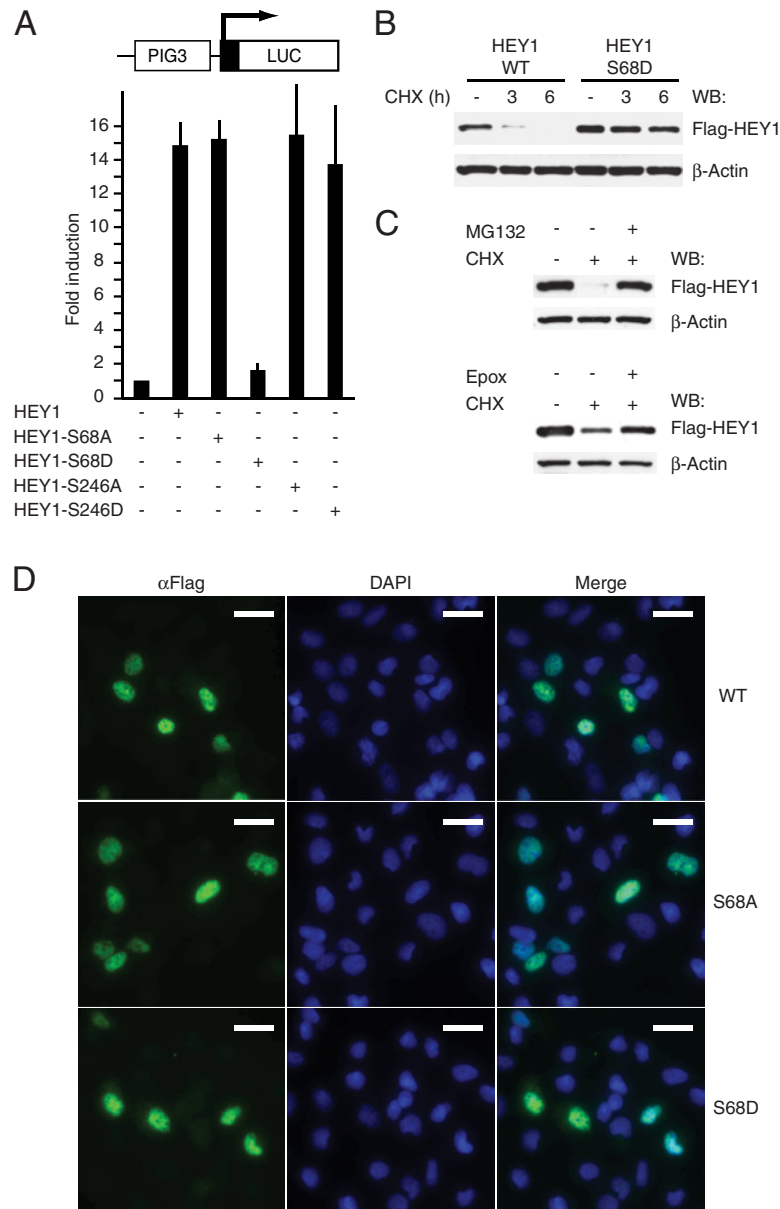 A
PIG3 LUC
Fold induction
16
14
12
10
8
6
4
2
0
HEY1 - + - - - -
HEY1-S68A - - + - - -
HEY1-S68D - - - + - -
HEY1-S246A - - - - + -
HEY1-S246D - - - - - +
B
HEY1 WT HEY1 S68D
CHX (h) - 3 6 - 3 6 WB:
Flag-HEY1
β-Actin
C
MG132 - - +
CHX - + + WB:
Flag-HEY1
β-Actin
Epox - - +
CHX - + + WB:
Flag-HEY1
β-Actin
D
αFlag DAPI Merge
WT
S68A
S68D